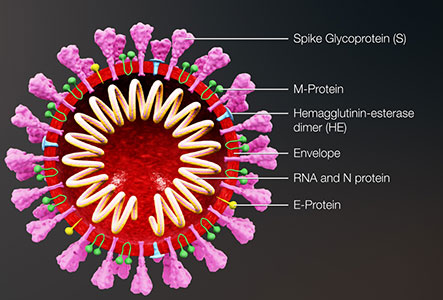 Spike Glycoprotein (S)
M-Protein
Hemagglutinin-esterase
dimer (HE)
Envelope
RNA and N protein
E-Protein